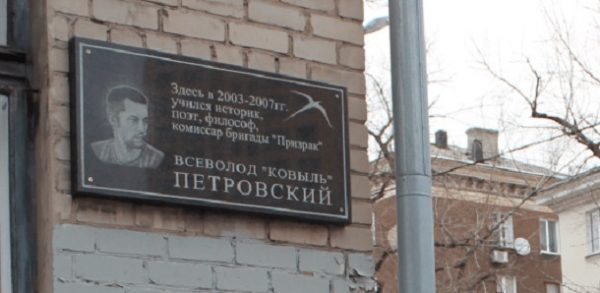 Здесь в 2003-2007гг.
учился историк,
поэт, философ,
комиссар бригады "Призрак"
ВСЕВОЛОД "КОВЫЛЬ"
ПЕТРОВСКИЙ